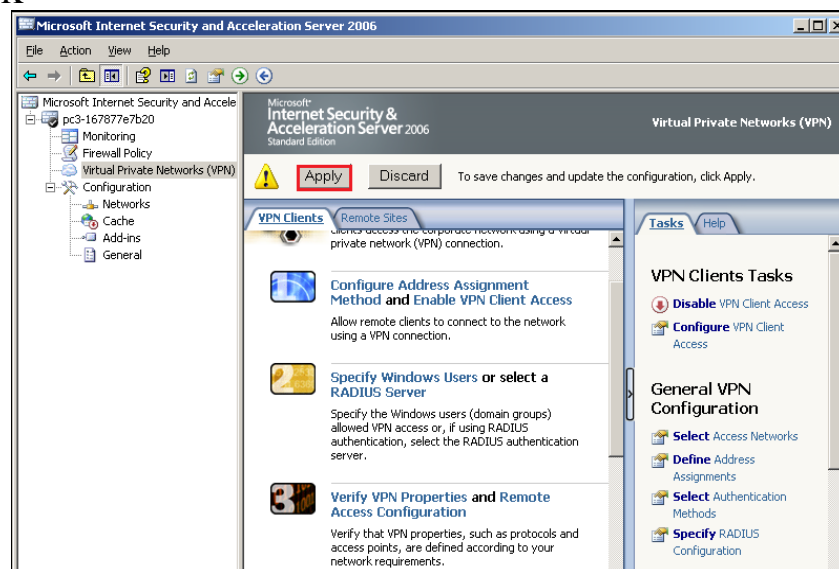 Microsoft Internet Security and Acceleration Server 2006
File Action View Help
Microsoft Internet Security and Accele
pc3-167877e7b20
Monitoring
Firewall Policy
Virtual Private Networks (VPN)
Configuration
Networks
Cache
Add-ins
General
Microsoft
Internet Security &
Acceleration Server 2006
Standard Edition
Virtual Private Networks (VPN)
Apply
Discard
To save changes and update the configuration, click Apply.
VPN Clients
Remote Sites
clients access the corporate network using a virtual
private network (VPN) connection.
Configure Address Assignment
Method and Enable VPN Client Access
Allow remote clients to connect to the network
using a VPN connection.
Specify Windows Users or select a
RADIUS Server
Specify the Windows users (domain groups)
allowed VPN access or, if using RADIUS
authentication, select the RADIUS authentication
server.
Verify VPN Properties and Remote
Access Configuration
Verify that VPN properties, such as protocols and
access points, are defined according to your
network requirements.
Tasks
Help
VPN Clients Tasks
Disable VPN Client Access
Configure VPN Client
Access
General VPN
Configuration
Select Access Networks
Define Address
Assignments
Select Authentication
Methods
Specify RADIUS
Configuration